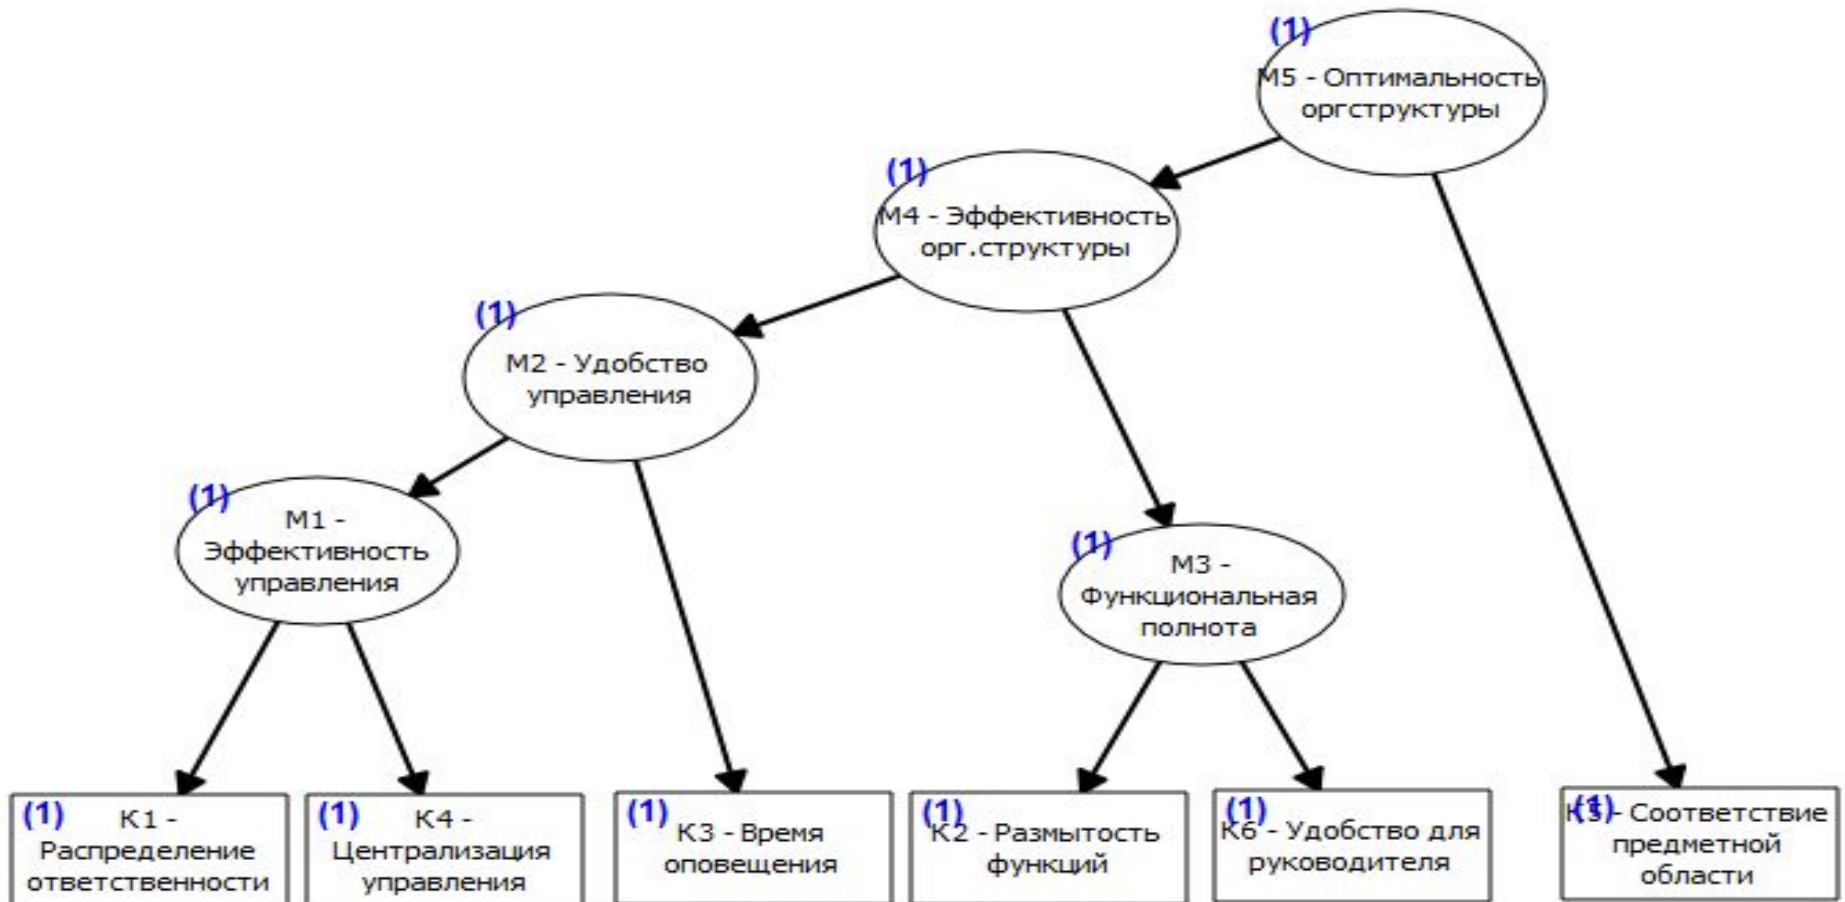 (1)
М5 - Оптимальность
оргструктуры
(1)
М4 - Эффективность
орг.структуры
(1)
М2 - Удобство
управления
(1)
М1 -
Эффективность
управления
(1)
М3 -
Функциональная
полнота
(1)
К1 -
Распределение
ответственности
(1)
К4 -
Централизация
управления
(1)
К3 - Время
оповещения
(1)
К2 - Размытость
функций
(1)
К6 - Удобство для
руководителя
(1)
К5 - Соответствие
предметной
области